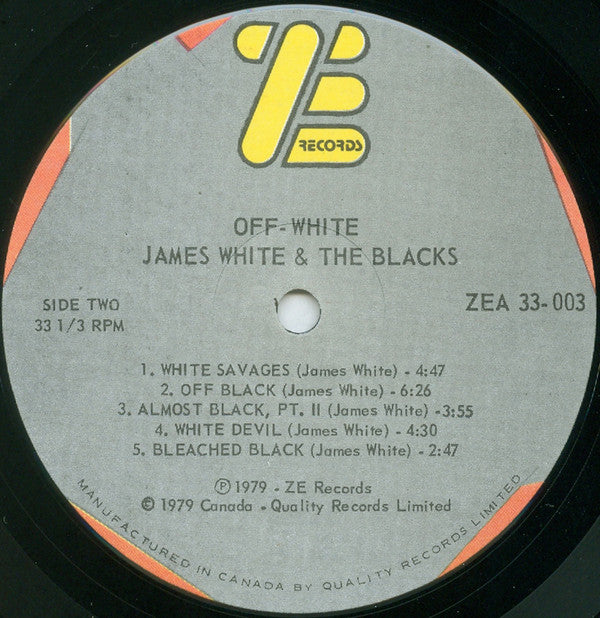 ZE
RECORDS
OFF-WHITE
JAMES WHITE & THE BLACKS
SIDE TWO
33 1/3 RPM
ZEA 33-003
1. WHITE SAVAGES (James White) - 4:47
2. OFF BLACK (James White) - 6:26
3. ALMOST BLACK, PT. II (James White) -3:55
4. WHITE DEVIL (James White) - 4:30
5. BLEACHED BLACK (James White) - 2:47
℗ 1979 - ZE Records
© 1979 Canada - Quality Records Limited
MANUFACTURED IN CANADA BY QUALITY RECORDS LIMITED